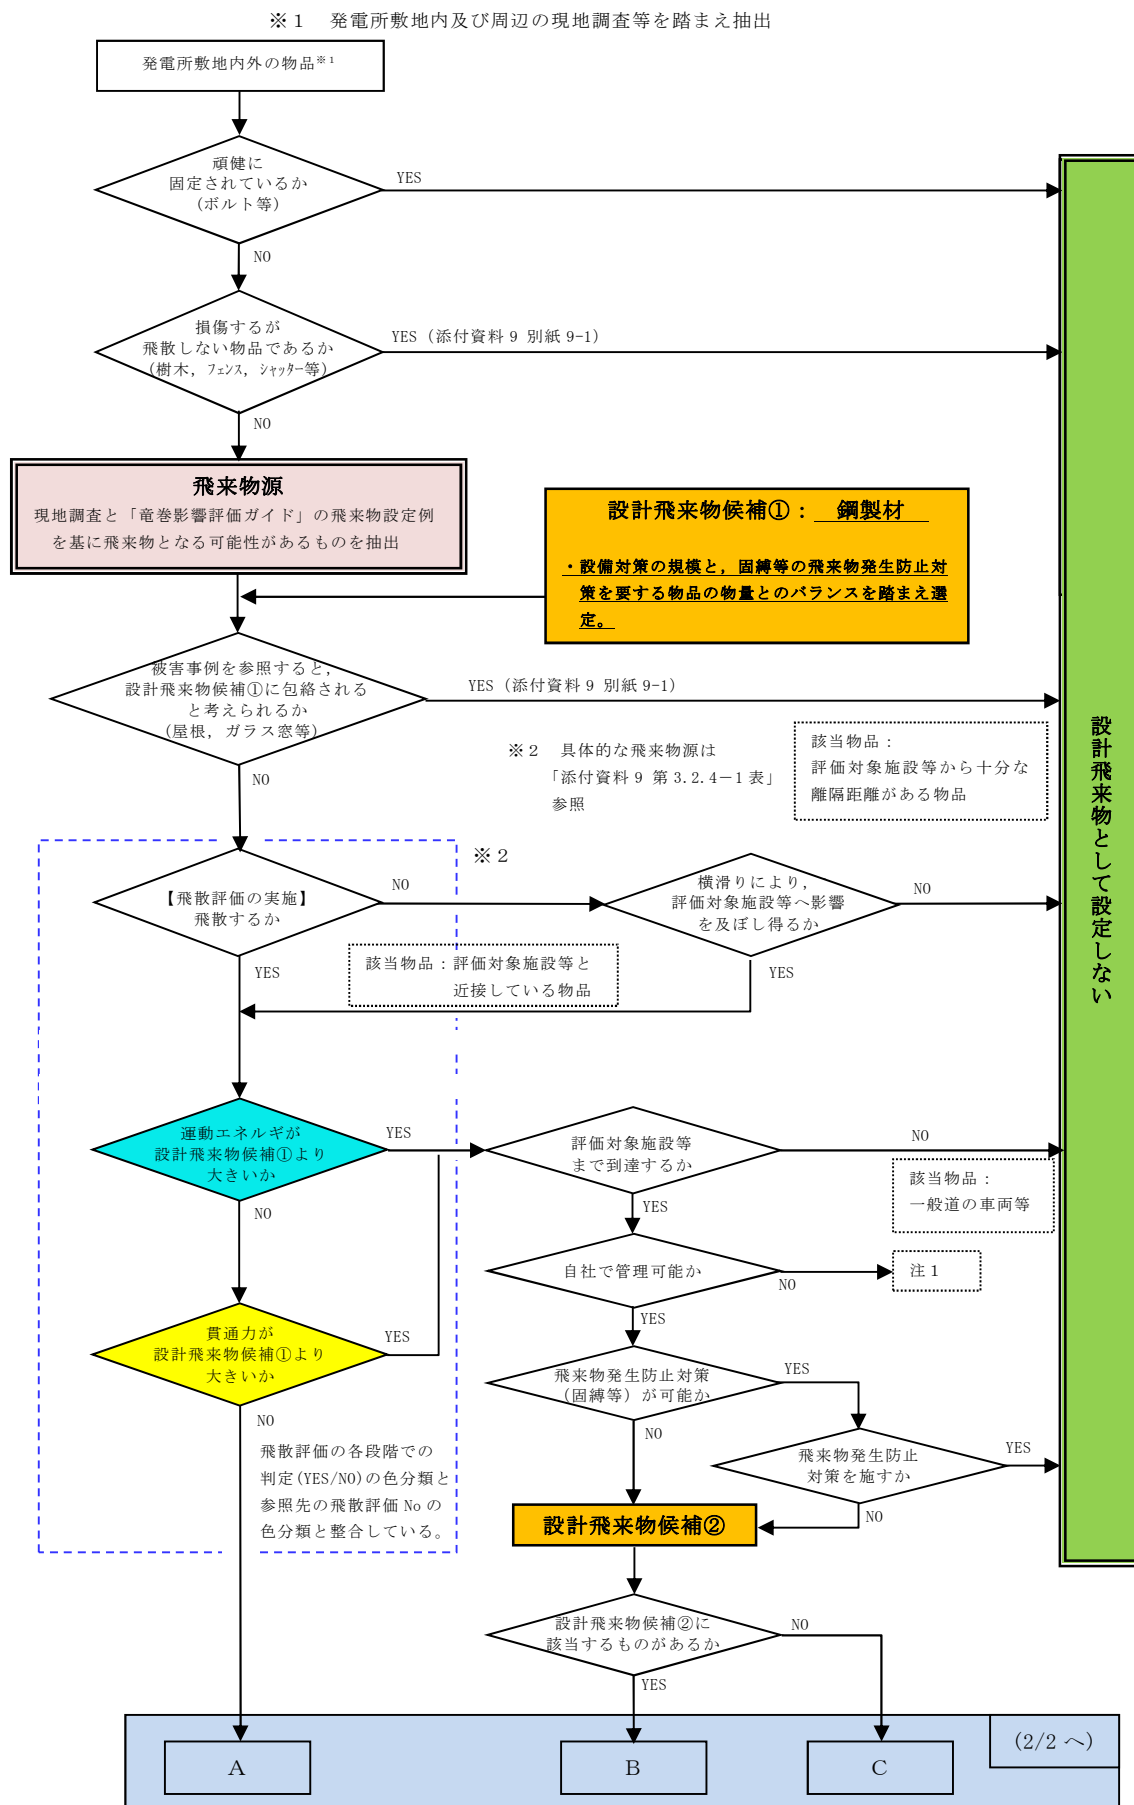 ※1 発電所敷地内及び周辺の現地調査等を踏まえ抽出
発電所敷地内外の物品※1
頑健に
固定されているか
(ボルト等)
YES
NO
損傷するが
飛散しない物品であるか
(樹木，フェンス，シャッター等)
YES（添付資料 9 別紙 9-1）
NO
飛来物源
現地調査と「竜巻影響評価ガイド」の飛来物設定例
を基に飛来物となる可能性があるものを抽出
設計飛来物候補①： 鋼製材
・設備対策の規模と，固縛等の飛来物発生防止対
策を要する物品の物量とのバランスを踏まえ選
定。
被害事例を参照すると，
設計飛来物候補①に包絡される
と考えられるか
(屋根，ガラス窓等)
YES（添付資料 9 別紙 9-1）
NO
※2 具体的な飛来物源は
「添付資料 9 第 3.2.4－1 表」
参照
該当物品：
評価対象施設等から十分な
離隔距離がある物品
設計飛来物として設定しない
※2
【飛散評価の実施】
飛散するか
NO
YES
横滑りにより，
評価対象施設等へ影響
を及ぼし得るか
NO
YES
該当物品：評価対象施設等と
近接している物品
運動エネルギが
設計飛来物候補①より
大きいか
YES
NO
評価対象施設等
まで到達するか
NO
YES
該当物品：
一般道の車両等
自社で管理可能か
NO
YES
注1
貫通力が
設計飛来物候補①より
大きいか
YES
NO
飛来物発生防止対策
（固縛等）が可能か
YES
NO
飛来物発生防止
対策を施すか
YES
NO
飛散評価の各段階での
判定(YES/NO)の色分類と
参照先の飛散評価 No の
色分類と整合している。
設計飛来物候補②
設計飛来物候補②に
該当するものがあるか
NO
YES
(2/2 へ)
A
B
C